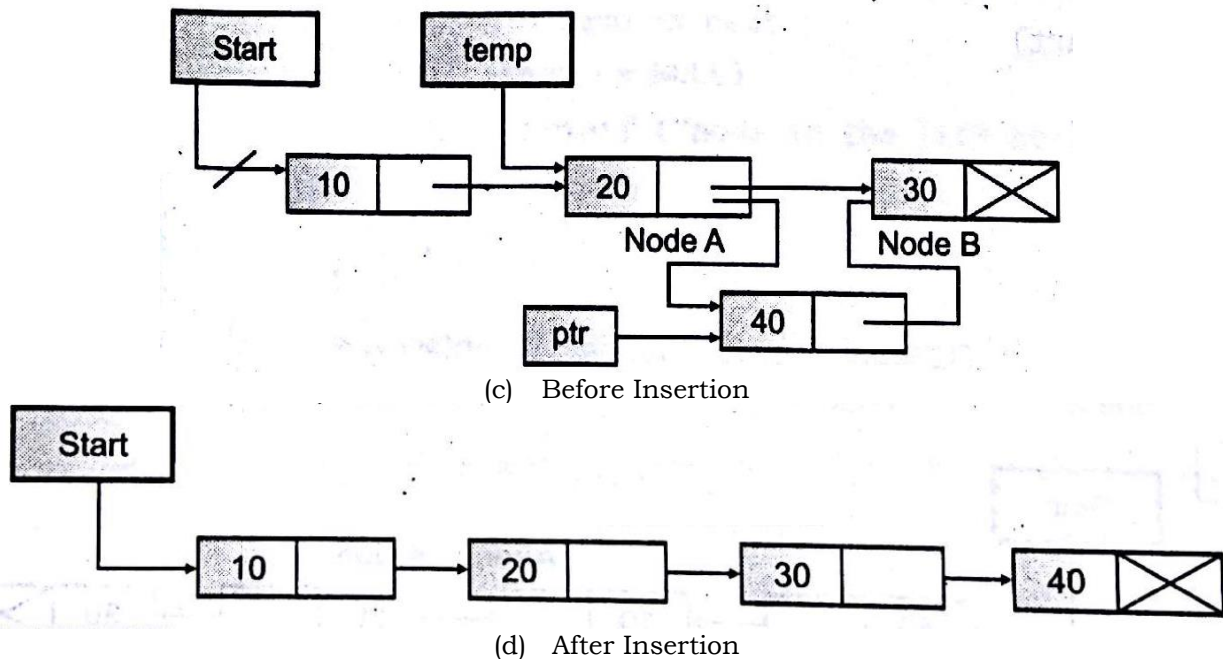 Start temp
10 20 30
Node A Node B
ptr 40
(c) Before Insertion
Start
10 20 30 40
(d) After Insertion